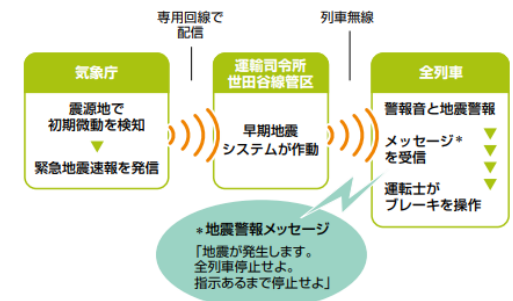 専用回線で
配信
列車無線
気象庁
震源地で
初期微動を検知
緊急地震速報を発信
運輸司令所
世田谷線管区
早期地震
システムが作動
全列車
警報音と地震警報
メッセージ*
を受信
運転士が
ブレーキを操作
*地震警報メッセージ
「地震が発生します。
全列車停止せよ。
指示あるまで停止せよ」